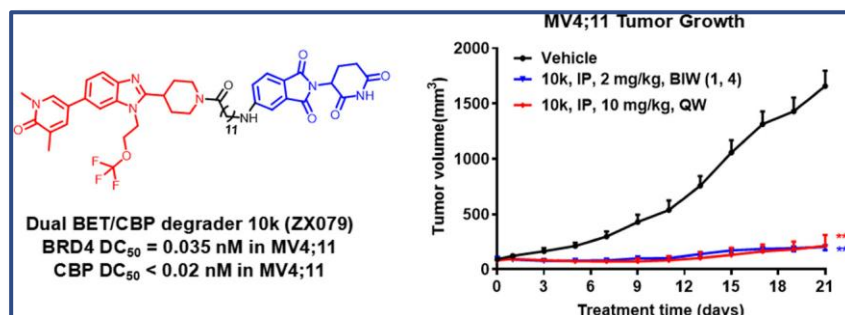 N
N
N
O
F
F
F
O
N
O
11
NH
O
O
N
O
NH
O
Dual BET/CBP degrader 10k (ZX079)
BRD4 DC50 = 0.035 nM in MV4;11
CBP DC50 < 0.02 nM in MV4;11
MV4;11 Tumor Growth
Vehicle
10k, IP, 2 mg/kg, BIW (1, 4)
10k, IP, 10 mg/kg, QW
Tumor volume(mm3)
2000
1500
1000
500
0
**
**
0 3 6 9 12 15 18 21
Treatment time (days)